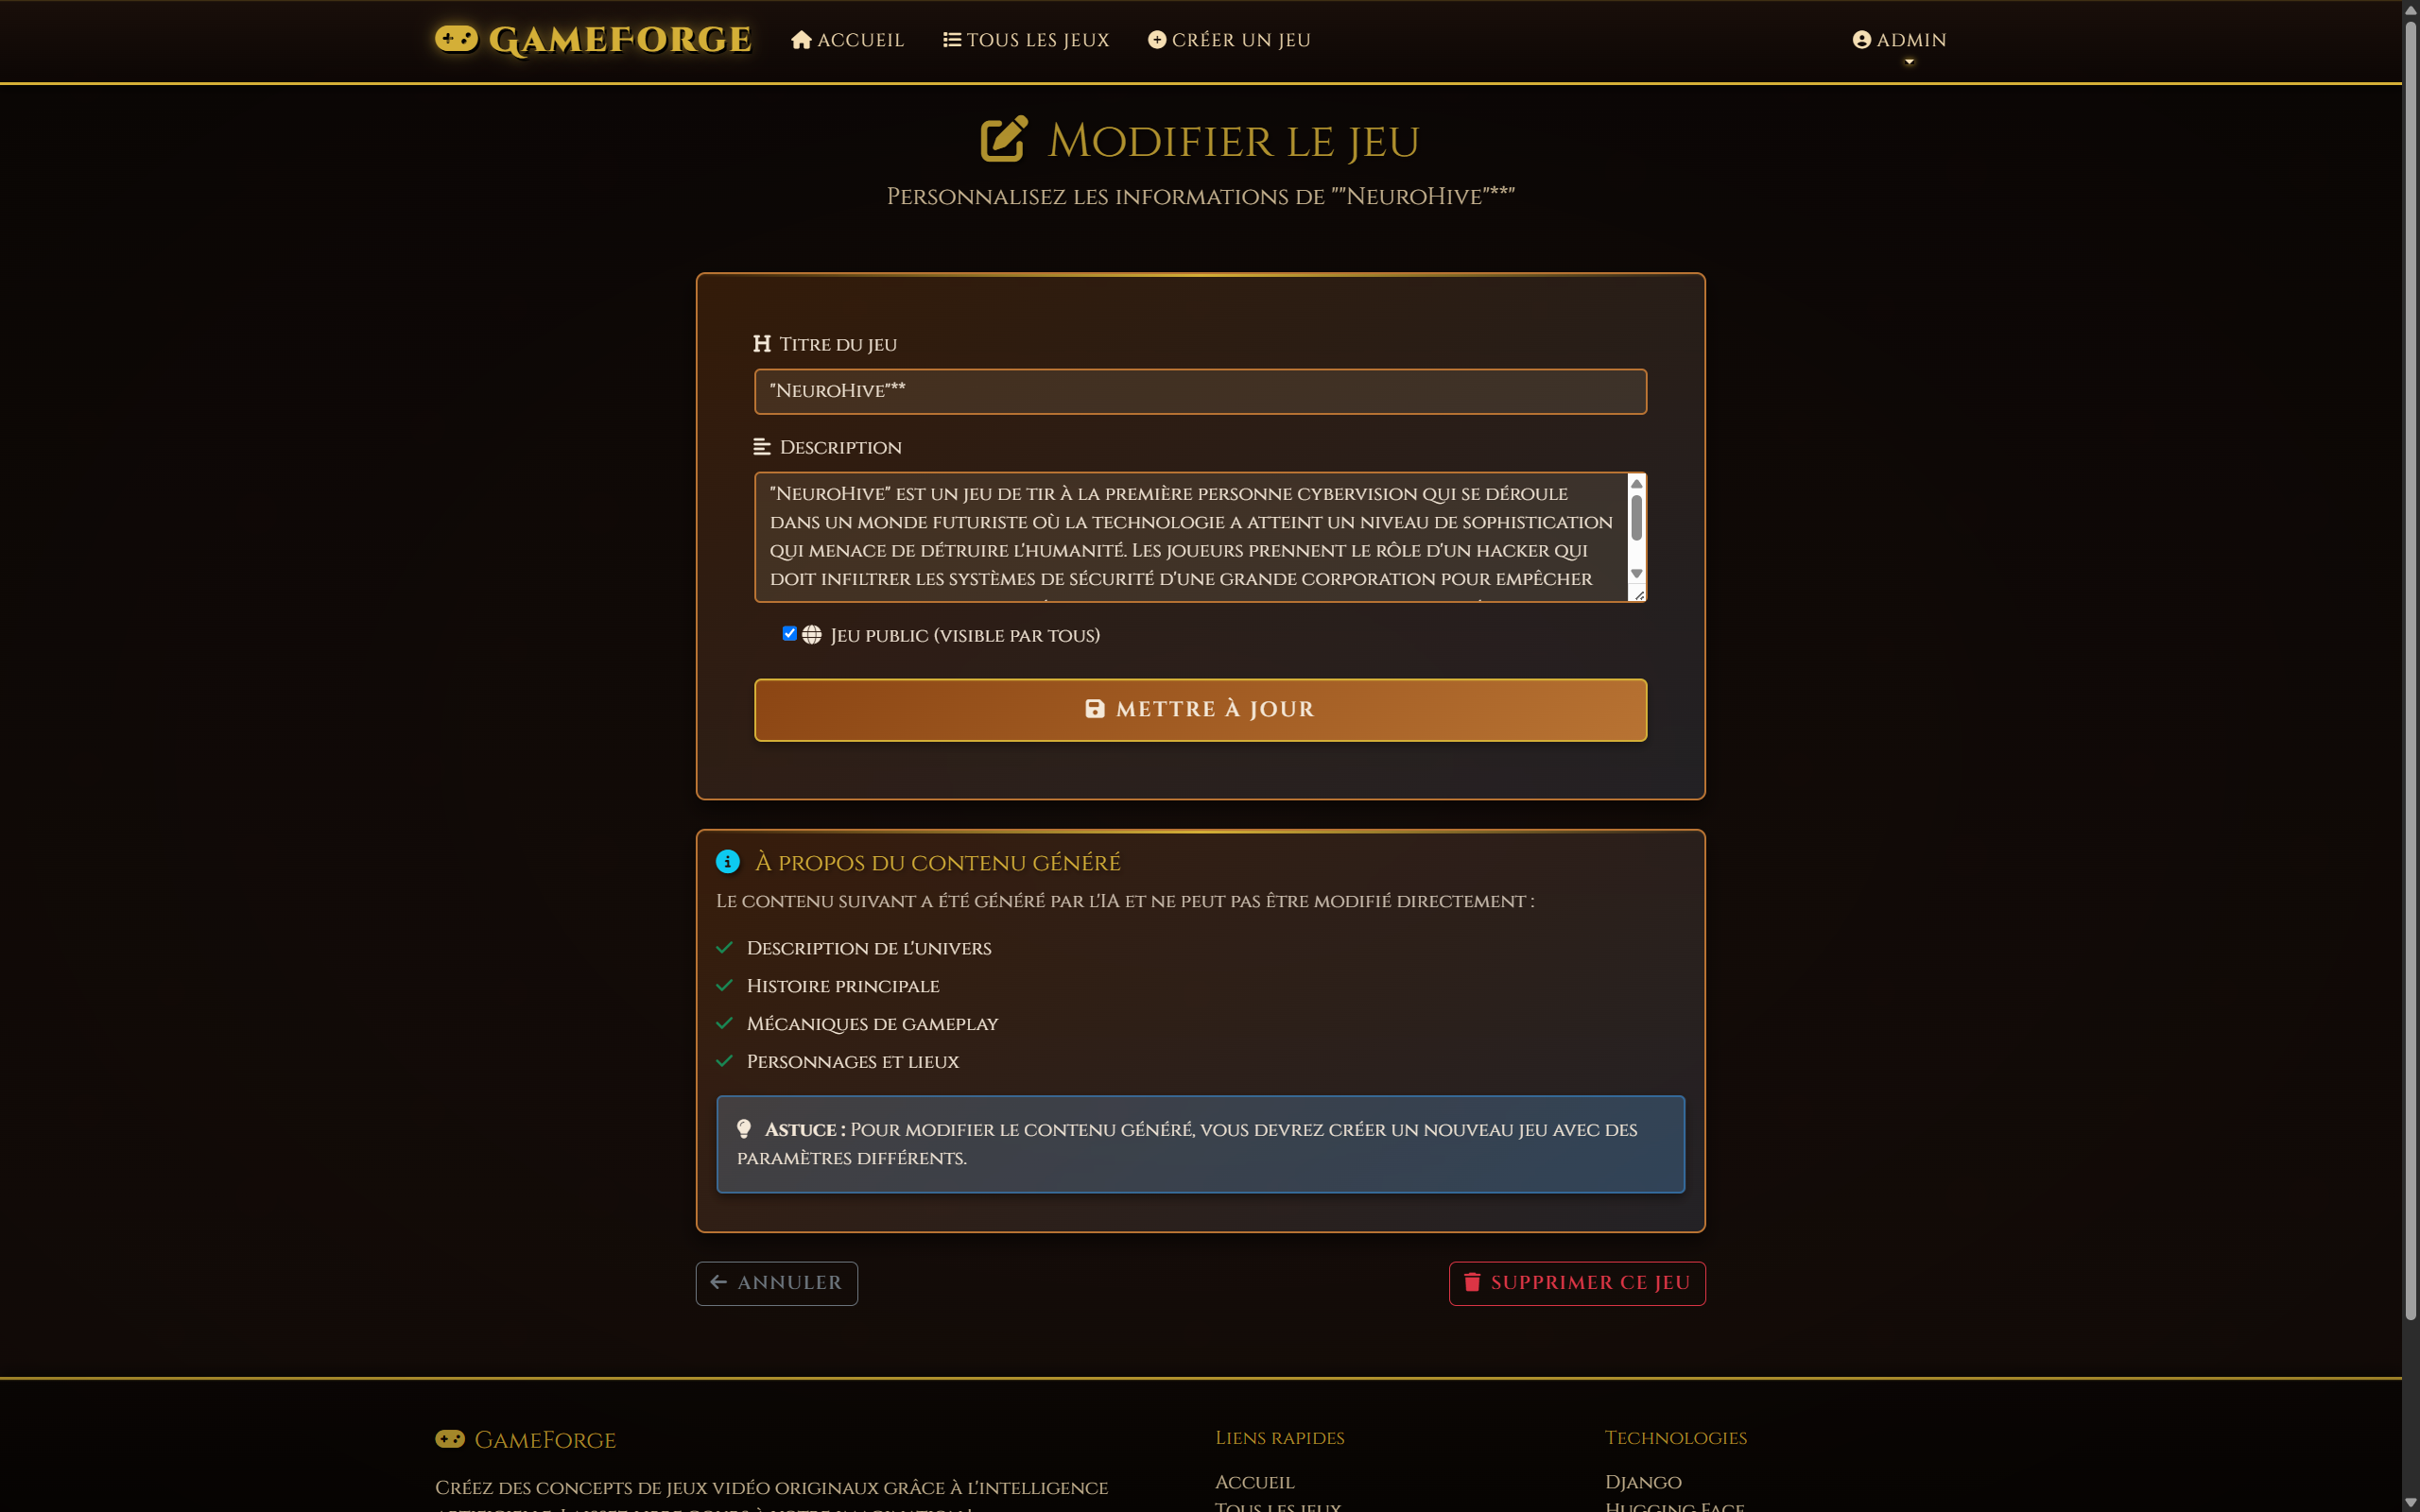 GameForge
Accueil
Tous les jeux
Créer un jeu
admin
Modifier le jeu
Personnalisez les informations de ""NeuroHive"**"
Titre du jeu
"NeuroHive"**
Description
"NeuroHive" est un jeu de tir à la première personne cybervision qui se déroule
dans un monde futuriste où la technologie a atteint un niveau de sophistication
qui menace de détruire l'humanité. Les joueurs prennent le rôle d'un hacker qui
doit infiltrer les systèmes de sécurité d'une grande corporation pour empêcher
Jeu public (visible par tous)
Mettre à jour
À propos du contenu généré
Le contenu suivant a été généré par l'IA et ne peut pas être modifié directement :
Description de l'univers
Histoire principale
Mécaniques de gameplay
Personnages et lieux
Astuce : Pour modifier le contenu généré, vous devrez créer un nouveau jeu avec des
paramètres différents.
Annuler
Supprimer ce jeu
GameForge
Créez des concepts de jeux vidéo originaux grâce à l'intelligence
Liens rapides
Accueil
Tous les jeux
Technologies
Django
Hugging Face